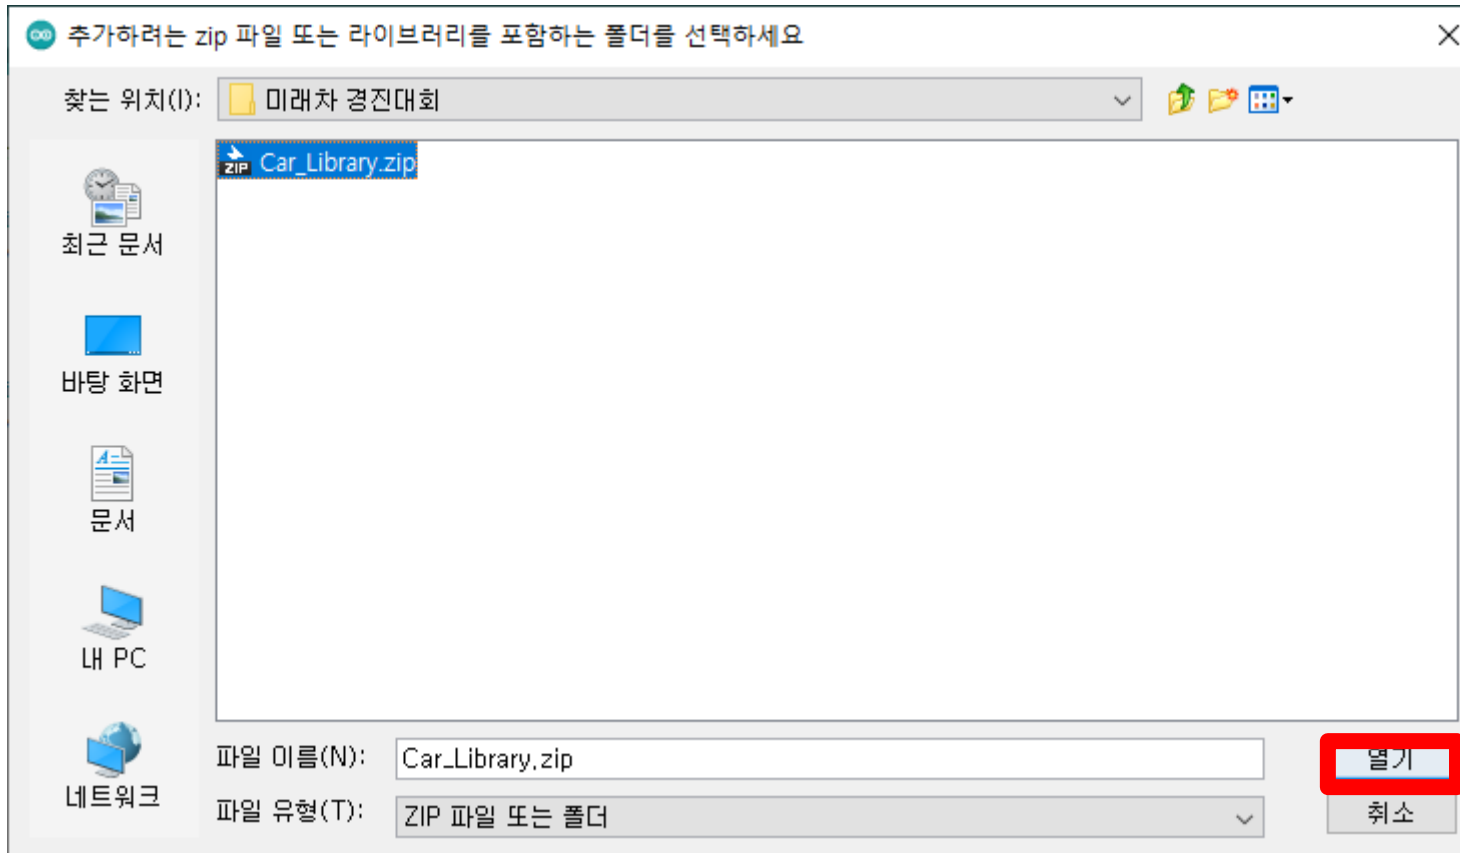 추가하려는 zip 파일 또는 라이브러리를 포함하는 폴더를 선택하세요
찾는 위치(I): 미래차 경진대회
ZIP Car_Library.zip
최근 문서
바탕 화면
문서
내 PC
네트워크
파일 이름(N): Car_Library.zip
열기
파일 유형(T): ZIP 파일 또는 폴더
취소